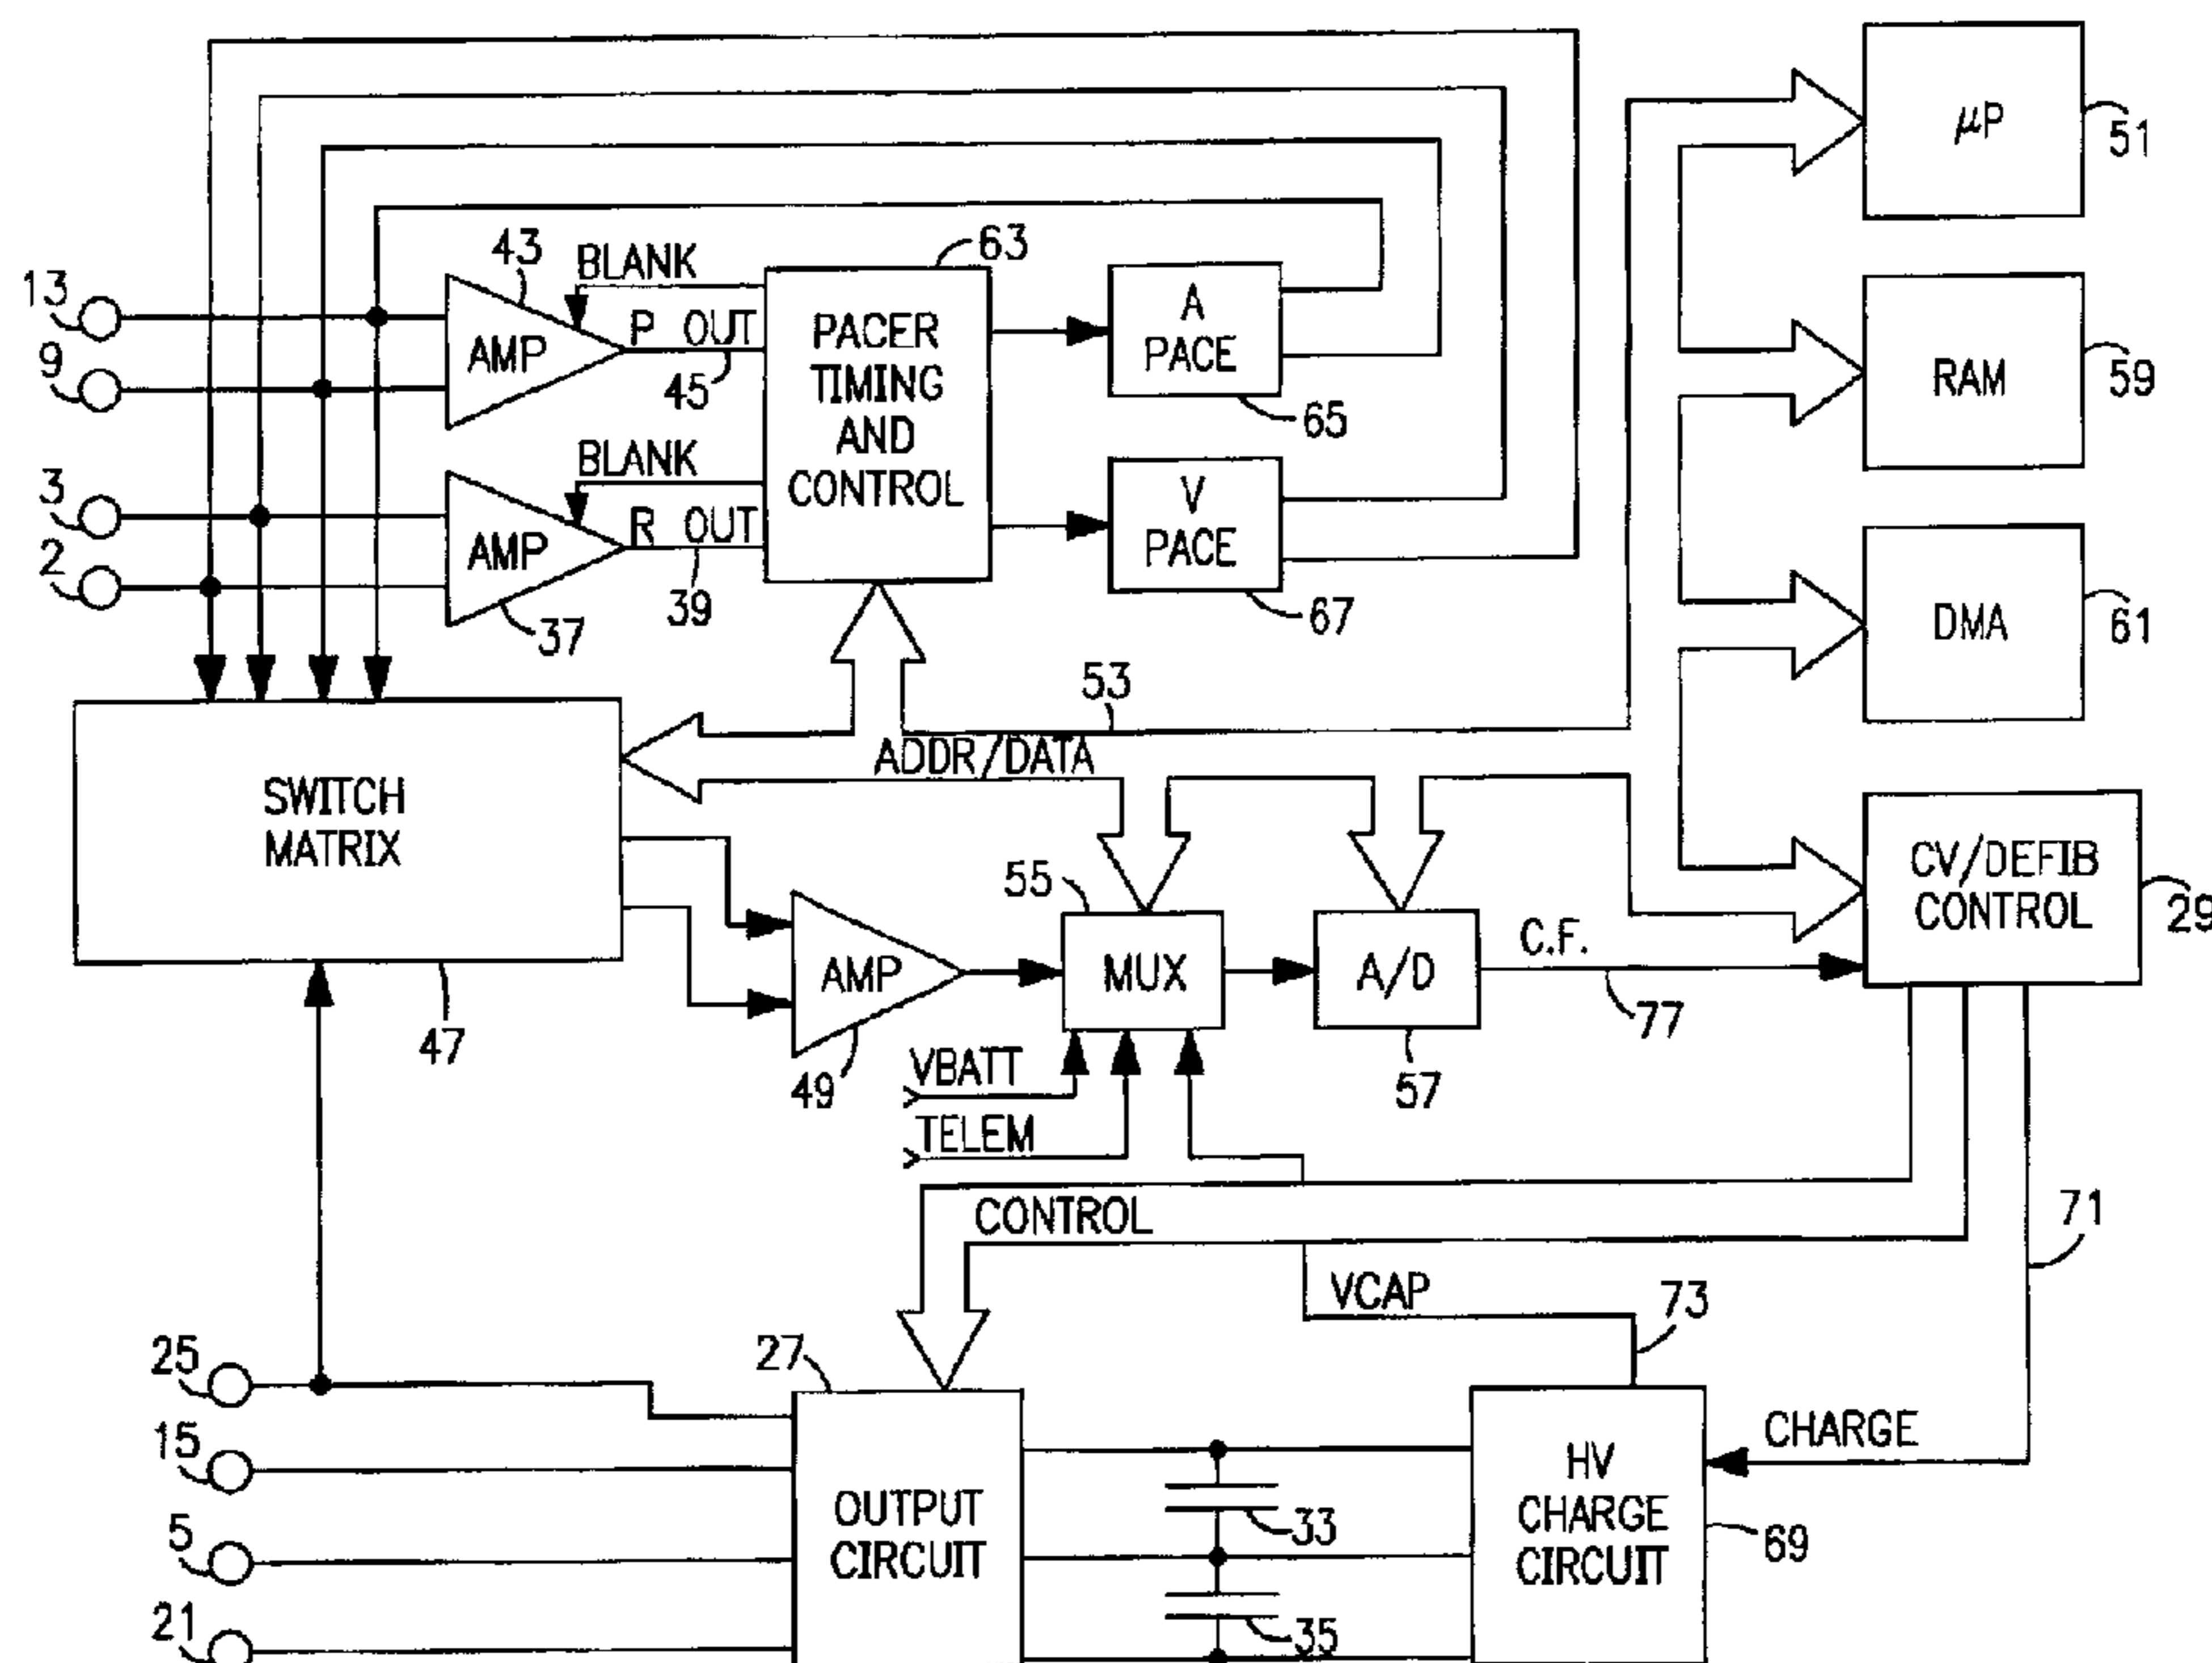 μP
51
13
43
BLANK
63
9
AMP
P OUT
45
PACER
TIMING
AND
CONTROL
A
PACE
65
RAM
59
3
BLANK
2
AMP
R OUT
37
39
V
PACE
67
DMA
61
53
ADDR/DATA
SWITCH
MATRIX
47
55
AMP
49
MUX
A/D
57
C.F.
77
CV/DEFIB
CONTROL
29
VBATT
TELEM
CONTROL
71
VCAP
73
25
27
15
5
21
OUTPUT
CIRCUIT
33
35
HV
CHARGE
CIRCUIT
69
CHARGE